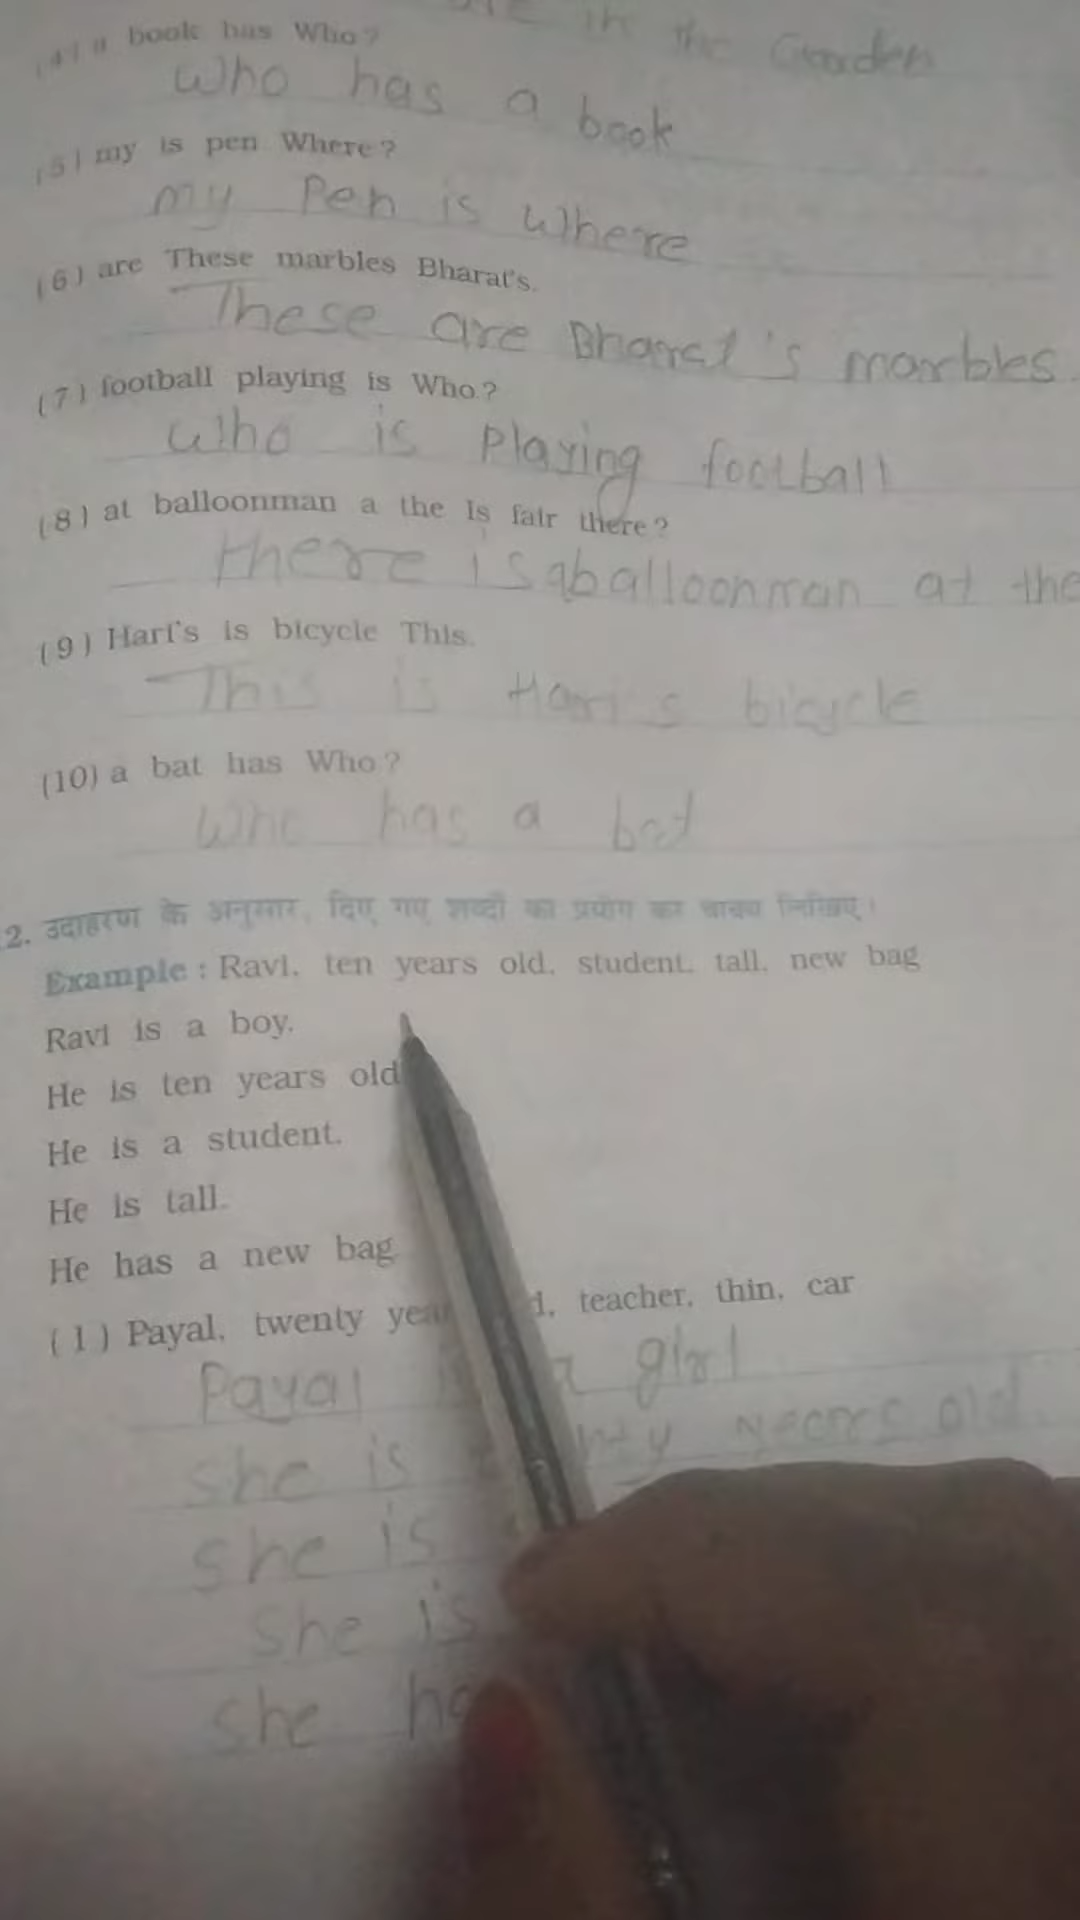 in the Garden
(4) a book has Who?
Who has a book
(5) my is pen Where?
my Pen is Where
(6) are These marbles Bharat's.
These are Bharat's marbles.
(7) football playing is Who?
Who is Playing football
(8) at balloonman a the Is fair there?
there is a balloonman at the
(9) Hari's is bicycle This.
This is Hari's bicycle
(10) a bat has Who?
Who has a bat
2. उदाहरण के अनुसार, दिए गए शब्दों का प्रयोग कर वाक्य लिखिए।
Example : Ravi, ten years old, student, tall, new bag
Ravi is a boy.
He is ten years old
He is a student.
He is tall.
He has a new bag
(1) Payal, twenty teacher, thin, car
Payal a girl
she is years old.
she is
she is
she